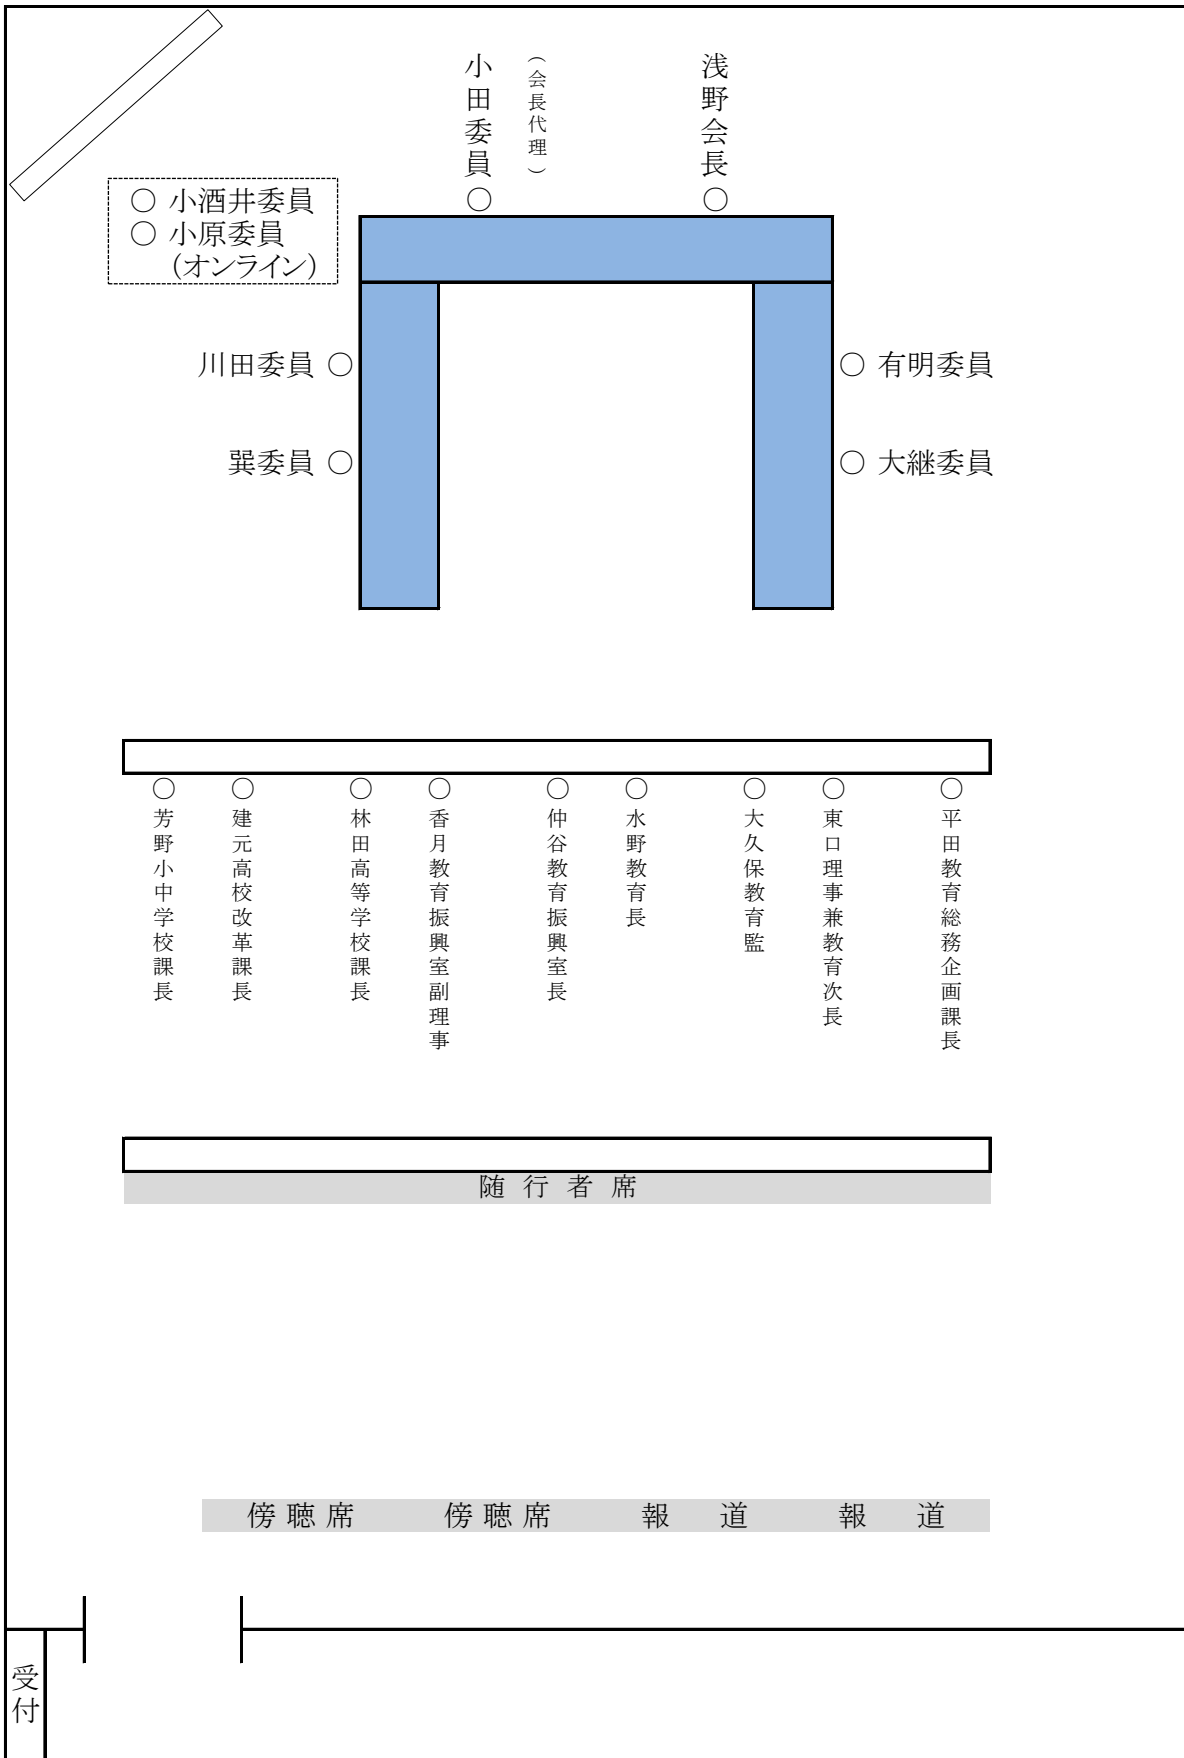 浅野会長 ○
（会長代理）
小田委員 ○
○ 小酒井委員
○ 小原委員
（オンライン）
川田委員 ○
○ 有明委員
巽委員 ○
○ 大継委員
○ 芳野小中学校課長
○ 建元高校改革課長
○ 林田高等学校課長
○ 香月教育振興室副理事
○ 仲谷教育振興室長
○ 水野教育長
○ 大久保教育監
○ 東口理事兼教育次長
○ 平田教育総務企画課長
随行者席
傍聴席 傍聴席 報道 報道
受付